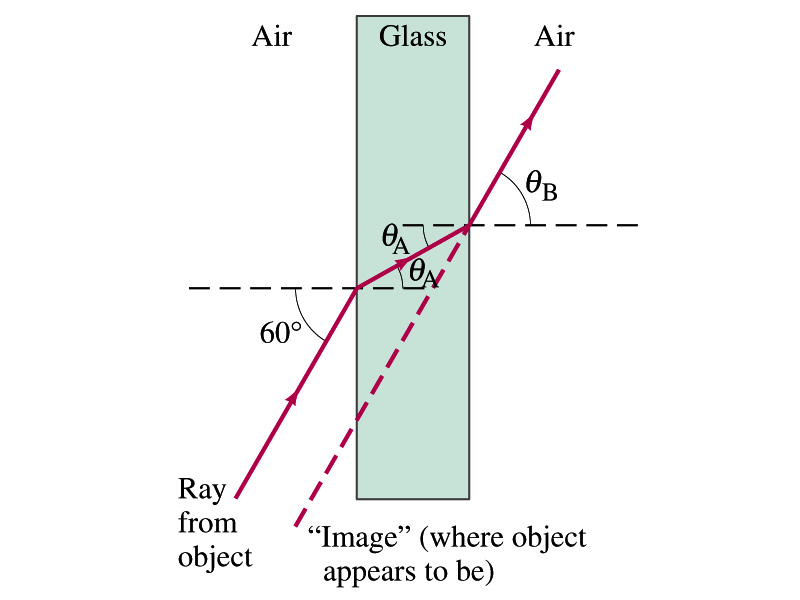 Air
Glass
Air
θB
θA
θA
60°
Ray
from
object
“Image” (where object
appears to be)